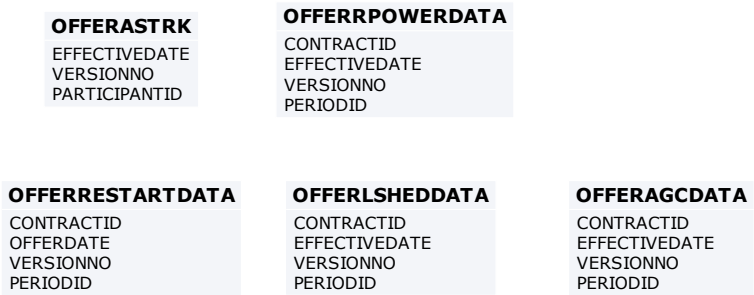 OFFERASTRK
EFFECTIVEDATE
VERSIONNO
PARTICIPANTID
OFFERRPOWERDATA
CONTRACTID
EFFECTIVEDATE
VERSIONNO
PERIODID
OFFERRESTARTDATA
CONTRACTID
OFFERDATE
VERSIONNO
PERIODID
OFFERLSHEDDATA
CONTRACTID
EFFECTIVEDATE
VERSIONNO
PERIODID
OFFERAGCDATA
CONTRACTID
EFFECTIVEDATE
VERSIONNO
PERIODID